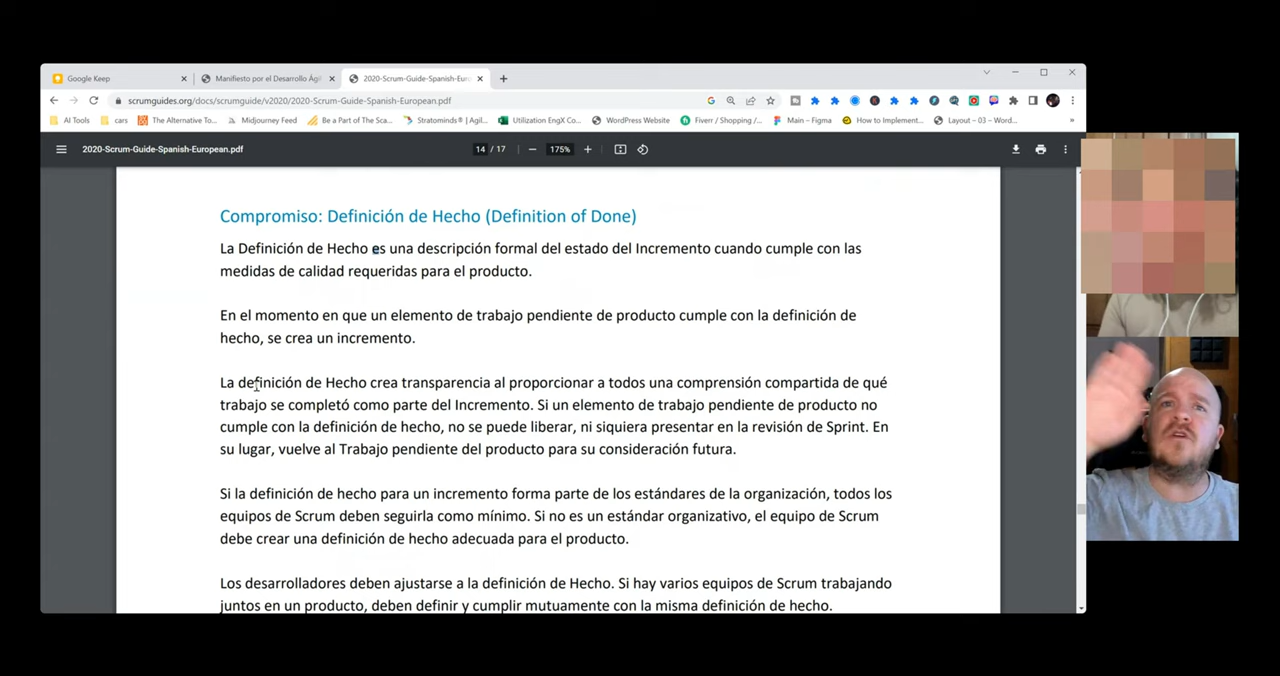 Google Keep
Manifiesto por el Desarrollo Ági
2020-Scrum-Guide-Spanish-Euro
scrumguides.org/docs/scrumguide/v2020/2020-Scrum-Guide-Spanish-European.pdf
AI Tools
cars
The Alternative To...
Midjourney Feed
Be a Part of The Sca...
Stratominds® | Agil...
Utilization EngX Co...
WordPress Website
Fiverr / Shopping /...
Main – Figma
How to Implement...
Layout – 03 – Word...
2020-Scrum-Guide-Spanish-European.pdf
14 / 17
175%
Compromiso: Definición de Hecho (Definition of Done)
La Definición de Hecho es una descripción formal del estado del Incremento cuando cumple con las
medidas de calidad requeridas para el producto.
En el momento en que un elemento de trabajo pendiente de producto cumple con la definición de
hecho, se crea un incremento.
La definición de Hecho crea transparencia al proporcionar a todos una comprensión compartida de qué
trabajo se completó como parte del Incremento. Si un elemento de trabajo pendiente de producto no
cumple con la definición de hecho, no se puede liberar, ni siquiera presentar en la revisión de Sprint. En
su lugar, vuelve al Trabajo pendiente del producto para su consideración futura.
Si la definición de hecho para un incremento forma parte de los estándares de la organización, todos los
equipos de Scrum deben seguirla como mínimo. Si no es un estándar organizativo, el equipo de Scrum
debe crear una definición de hecho adecuada para el producto.
Los desarrolladores deben ajustarse a la definición de Hecho. Si hay varios equipos de Scrum trabajando
juntos en un producto, deben definir y cumplir mutuamente con la misma definición de hecho.